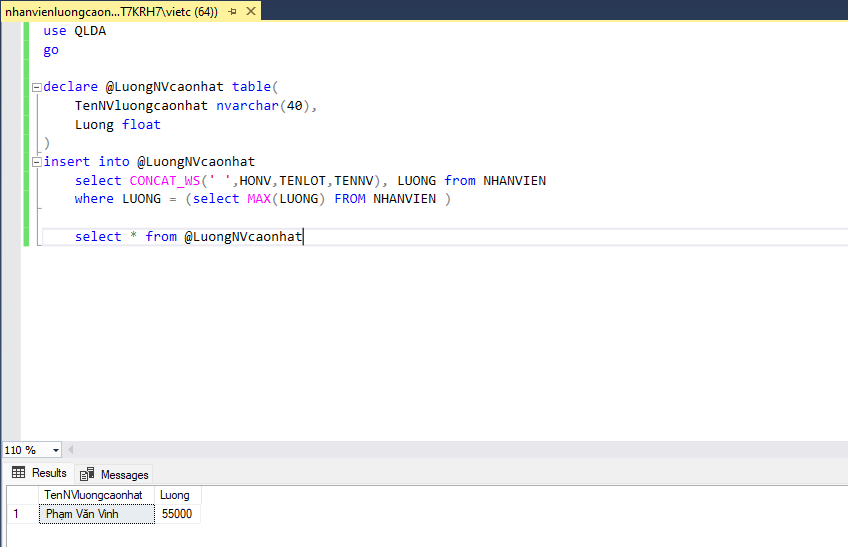 nhanvienluongcaon...T7KRH7\vietc (64))
use QLDA
go
declare @LuongNVcaonhat table(
TenNVluongcaonhat nvarchar(40),
Luong float
)
insert into @LuongNVcaonhat
select CONCAT_WS(' ',HONV,TENLOT,TENNV), LUONG from NHANVIEN
where LUONG = (select MAX(LUONG) FROM NHANVIEN )
select * from @LuongNVcaonhat
110 %
Results Messages
TenNVluongcaonhat Luong
1 Phạm Văn Vinh 55000